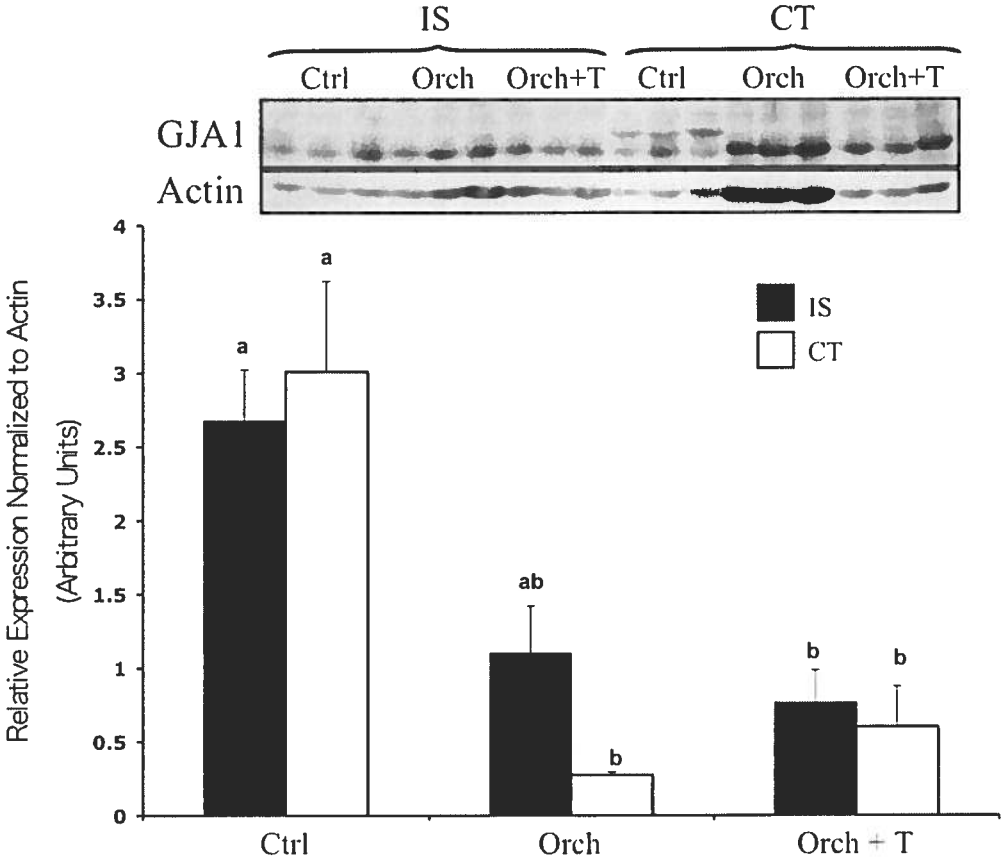 IS CT
Ctrl Orch Orch+T Ctrl Orch Orch+T
GJA1
Actin
Relative Expression Normalized to Actin
(Arbitrary Units)
4
3.5
3
2.5
2
1.5
1
0.5
0
a
a
ab
b
b
b
IS
CT
Ctrl Orch Orch + T